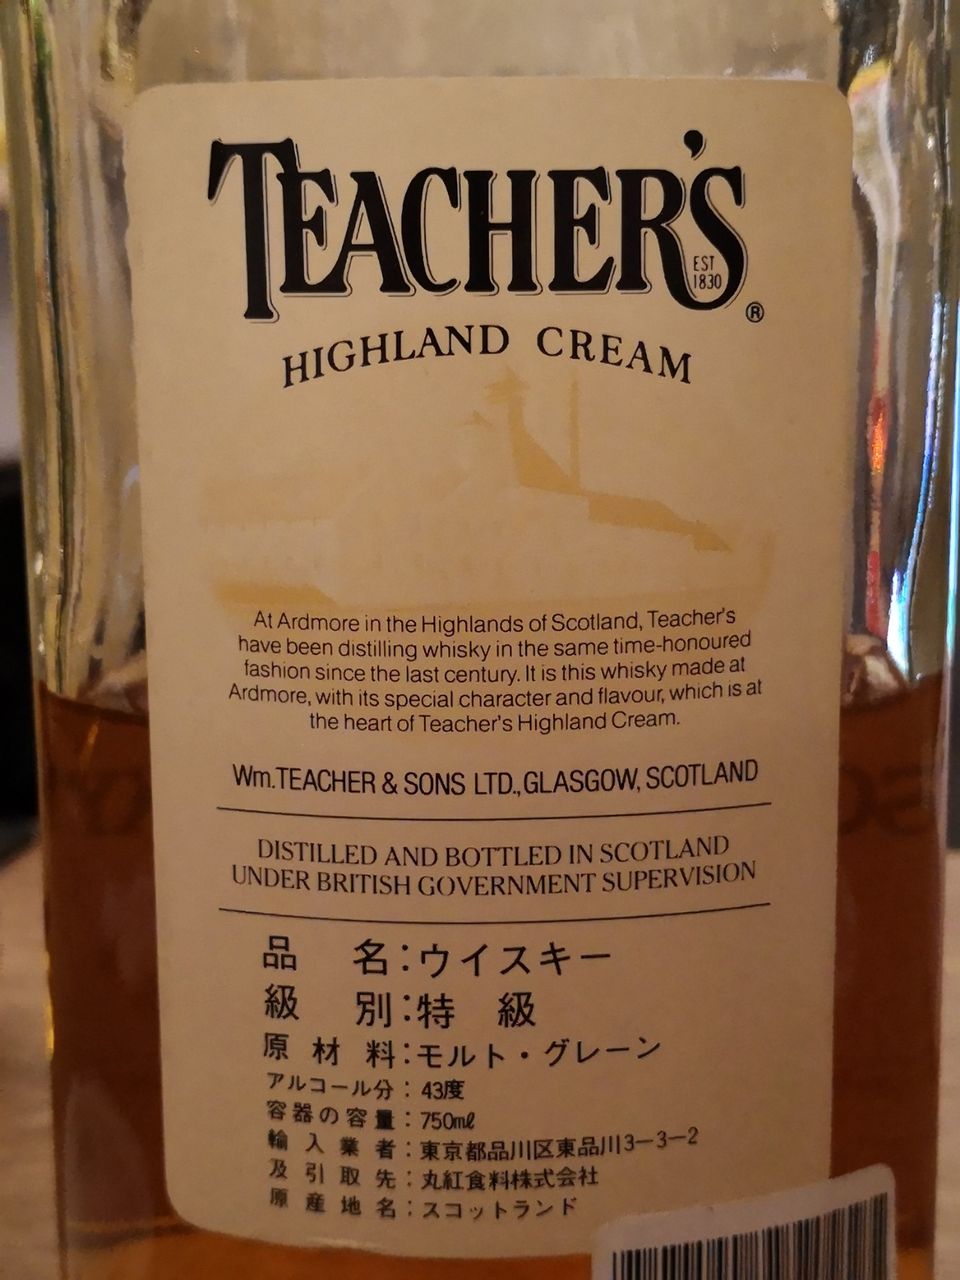 TEACHER'S
EST
1830
®
HIGHLAND CREAM
At Ardmore in the Highlands of Scotland, Teacher's
have been distilling whisky in the same time-honoured
fashion since the last century. It is this whisky made at
Ardmore, with its special character and flavour, which is at
the heart of Teacher's Highland Cream.
Wm. TEACHER & SONS LTD., GLASGOW, SCOTLAND
DISTILLED AND BOTTLED IN SCOTLAND
UNDER BRITISH GOVERNMENT SUPERVISION
品名：ウイスキー
級別：特級
原材料：モルト・グレーン
アルコール分：43度
容器の容量：750mℓ
輸入業者：東京都品川区東品川3－3－2
及引取先：丸紅食料株式会社
原産地名：スコットランド